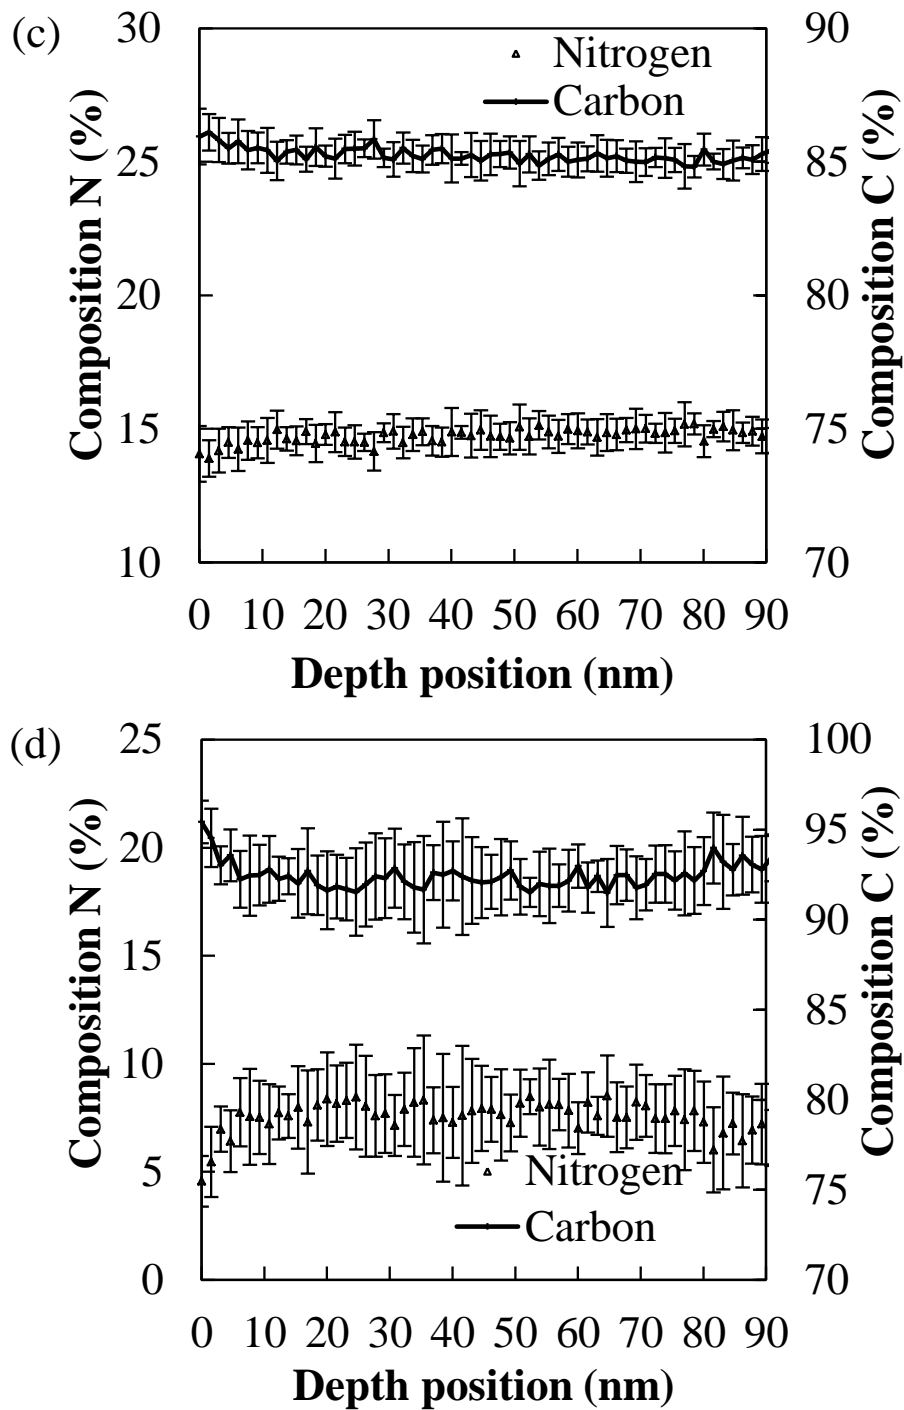 (c)
30
90
Nitrogen
Carbon
25
85
20
80
15
75
10
70
Composition N (%)
Composition C (%)
0 10 20 30 40 50 60 70 80 90
Depth position (nm)
(d)
25
100
95
20
90
15
85
10
80
5
Nitrogen
75
Carbon
0
70
Composition N (%)
Composition C (%)
0 10 20 30 40 50 60 70 80 90
Depth position (nm)